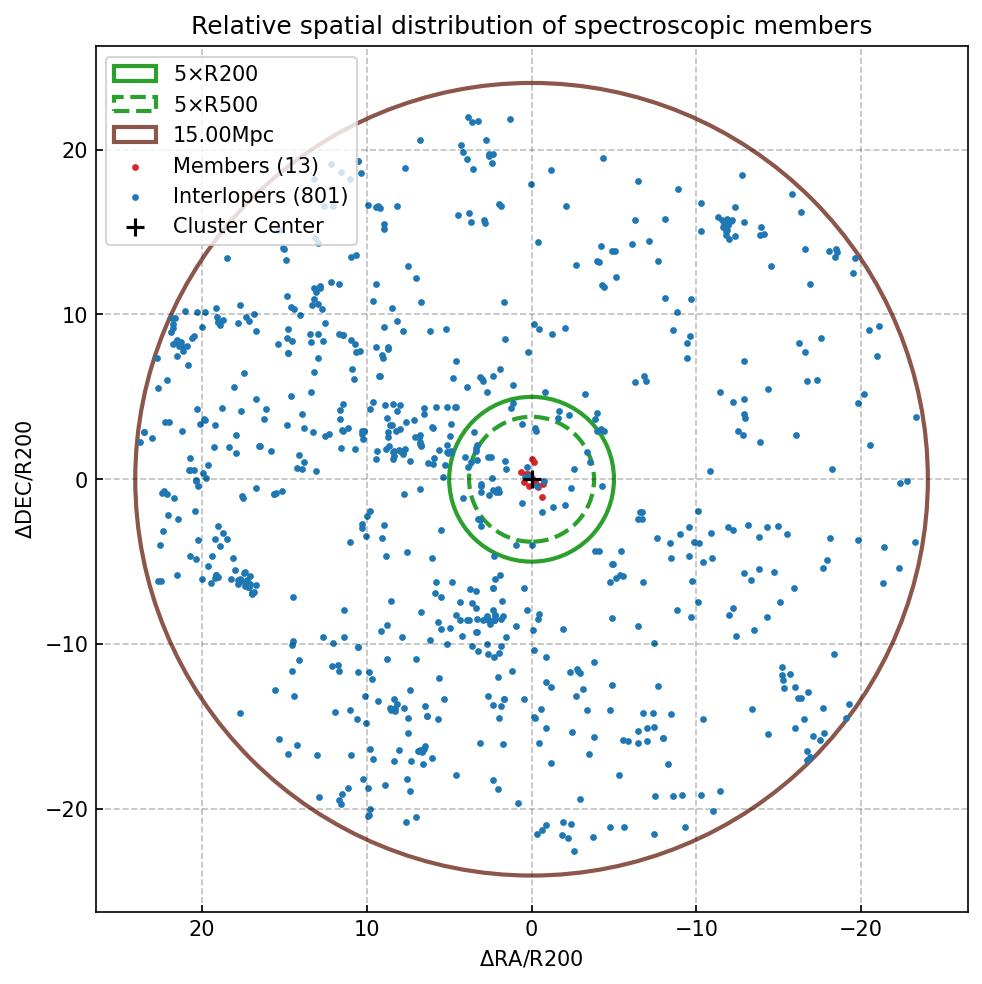 Relative spatial distribution of spectroscopic members
5×R200
5×R500
15.00Mpc
Members (13)
Interlopers (801)
Cluster Center
20
10
0
−10
−20
ΔDEC/R200
20
10
0
−10
−20
ΔRA/R200